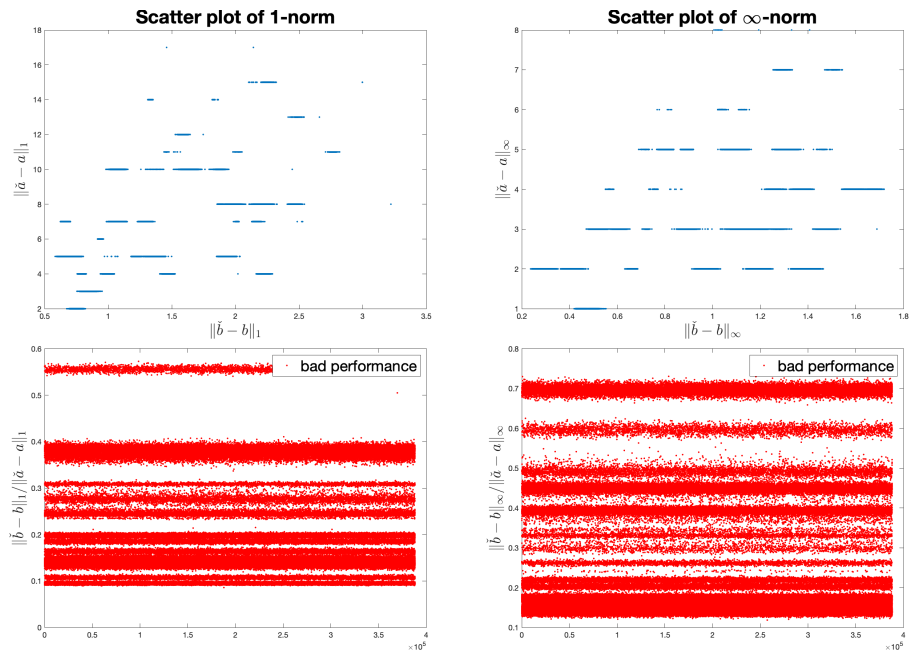 Scatter plot of 1-norm
18
16
14
12
10
8
6
4
2
‖ǎ − a‖₁
0.5 1 1.5 2 2.5 3 3.5
‖b̌ − b‖₁
Scatter plot of ∞-norm
8
7
6
5
4
3
2
1
‖ǎ − a‖∞
0.2 0.4 0.6 0.8 1 1.2 1.4 1.6 1.8
‖b̌ − b‖∞
0.6
0.5
0.4
0.3
0.2
0.1
0
‖b̌ − b‖₁/‖ǎ − a‖₁
bad performance
0 0.5 1 1.5 2 2.5 3 3.5 4
×10⁵
0.8
0.7
0.6
0.5
0.4
0.3
0.2
0.1
‖b̌ − b‖∞/‖ǎ − a‖∞
bad performance
0 0.5 1 1.5 2 2.5 3 3.5 4
×10⁵